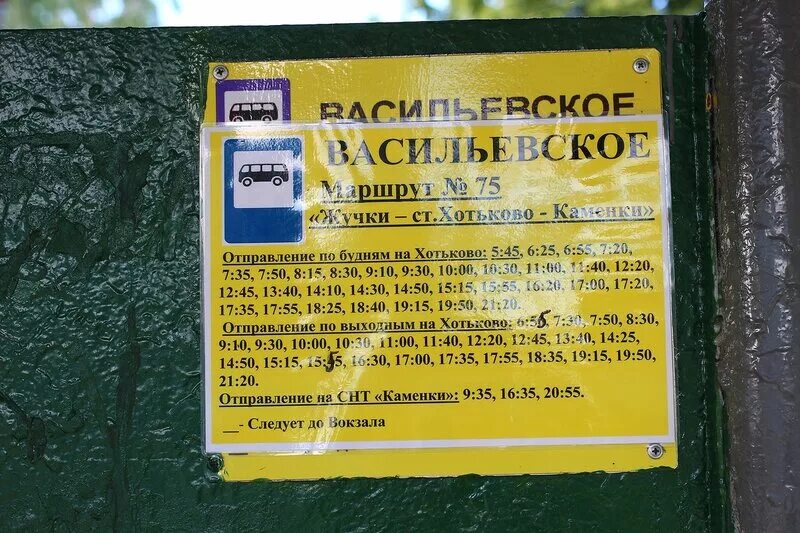 ВАСИЛЬЕВСКОЕ
ВАСИЛЬЕВСКОЕ
Маршрут № 75
«Жучки – ст.Хотьково - Каменки»
Отправление по будням на Хотьково: 5:45, 6:25, 6:55, 7:20,
7:35, 7:50, 8:15, 8:30, 9:10, 9:30, 10:00, 10:30, 11:00, 11:40, 12:20,
12:45, 13:40, 14:10, 14:30, 14:50, 15:15, 15:55, 16:20, 17:00, 17:20,
17:35, 17:55, 18:25, 18:40, 19:15, 19:50, 21:20.
Отправление по выходным на Хотьково: 6:55, 7:30, 7:50, 8:30,
9:10, 9:30, 10:00, 10:30, 11:00, 11:40, 12:20, 12:45, 13:40, 14:25,
14:50, 15:15, 15:55, 16:30, 17:00, 17:35, 17:55, 18:35, 19:15, 19:50,
21:20.
Отправление на СНТ «Каменки»: 9:35, 16:35, 20:55.
__- Следует до Вокзала